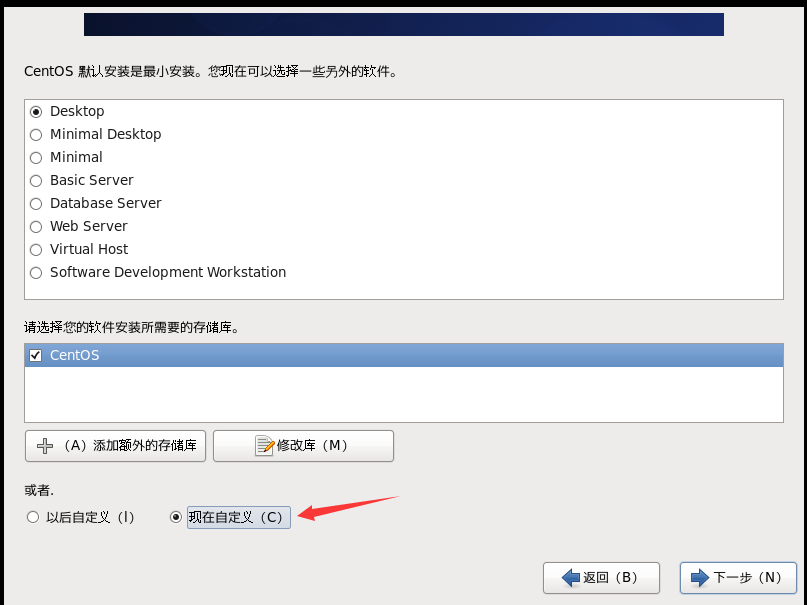 CentOS 默认安装是最小安装。您现在可以选择一些另外的软件。
Desktop
Minimal Desktop
Minimal
Basic Server
Database Server
Web Server
Virtual Host
Software Development Workstation
请选择您的软件安装所需要的存储库。
CentOS
（A）添加额外的存储库 修改库（M）
或者.
以后自定义（l） 现在自定义（C）
返回（B） 下一步（N）